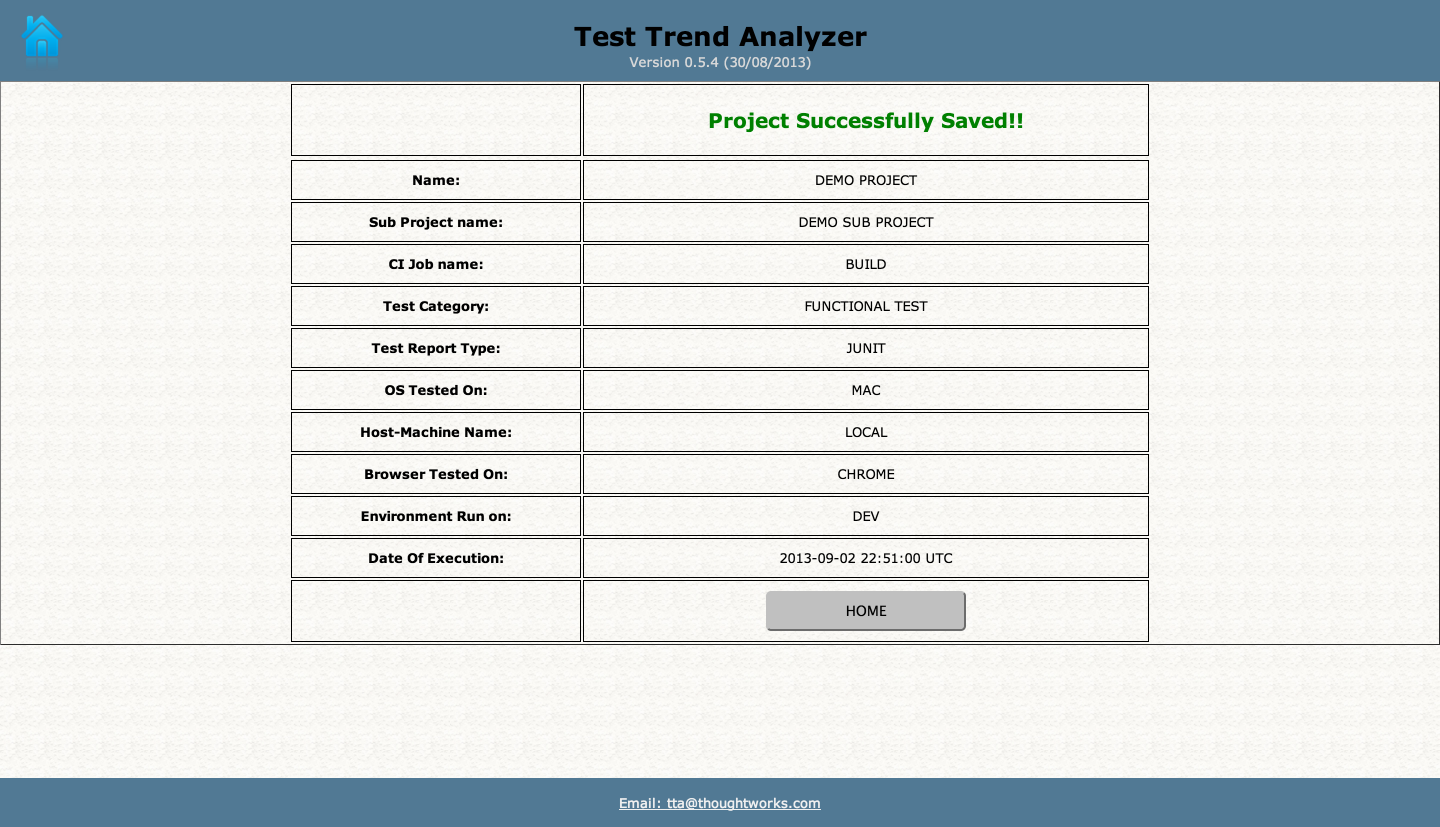 Test Trend Analyzer
Version 0.5.4 (30/08/2013)
Project Successfully Saved!!
Name: DEMO PROJECT
Sub Project name: DEMO SUB PROJECT
CI Job name: BUILD
Test Category: FUNCTIONAL TEST
Test Report Type: JUNIT
OS Tested On: MAC
Host-Machine Name: LOCAL
Browser Tested On: CHROME
Environment Run on: DEV
Date Of Execution: 2013-09-02 22:51:00 UTC
HOME
Email: tta@thoughtworks.com